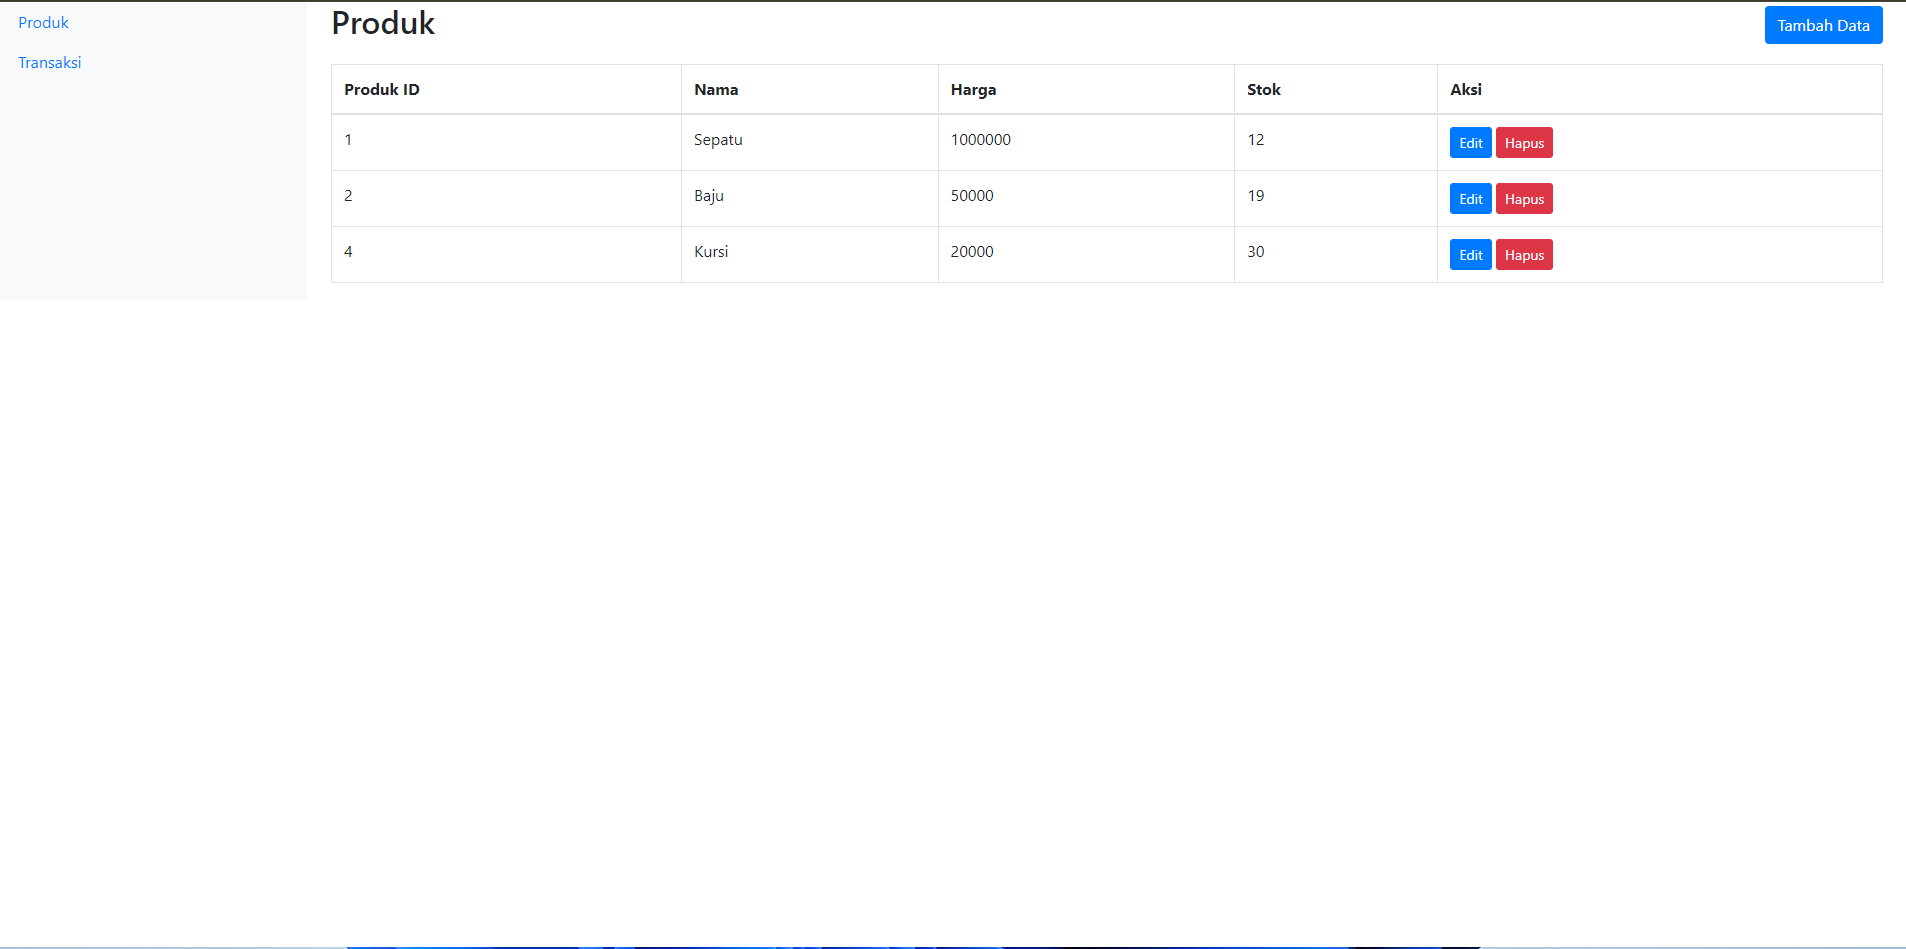 Produk
Transaksi
Produk
Tambah Data
Produk ID Nama Harga Stok Aksi
1 Sepatu 1000000 12 Edit Hapus
2 Baju 50000 19 Edit Hapus
4 Kursi 20000 30 Edit Hapus